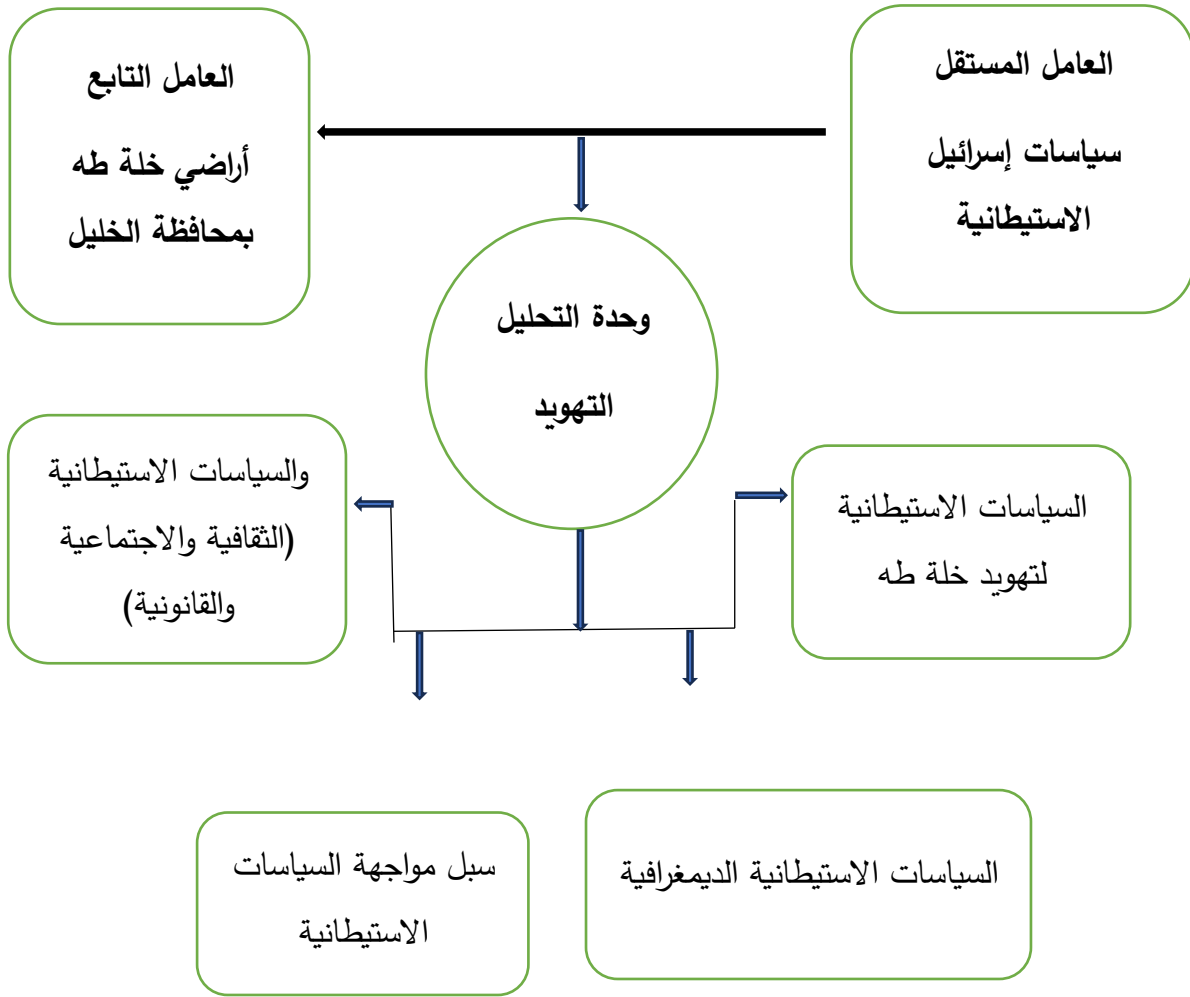 العامل المستقل
سياسات إسرائيل
الاستيطانية
العامل التابع
أراضي خلة طه
بمحافظة الخليل
وحدة التحليل
التهويد
السياسات الاستيطانية
لتهويد خلة طه
والسياسات الاستيطانية
(الثقافية والاجتماعية
والقانونية)
السياسات الاستيطانية الديمغرافية
سبل مواجهة السياسات
الاستيطانية